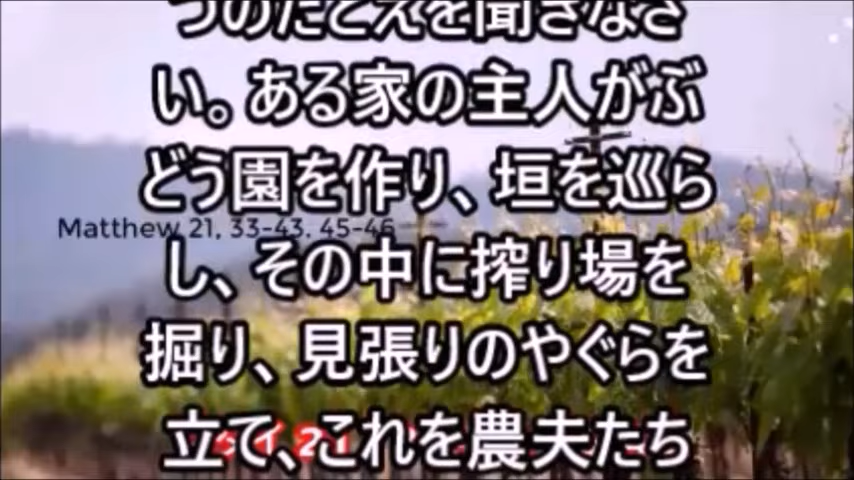 つのたとえを聞きなさ
い。ある家の主人がぶ
どう園を作り、垣を巡ら
Matthew 21, 33-43. 45-46
し、その中に搾り場を
掘り、見張りのやぐらを
立て、これを農夫たち